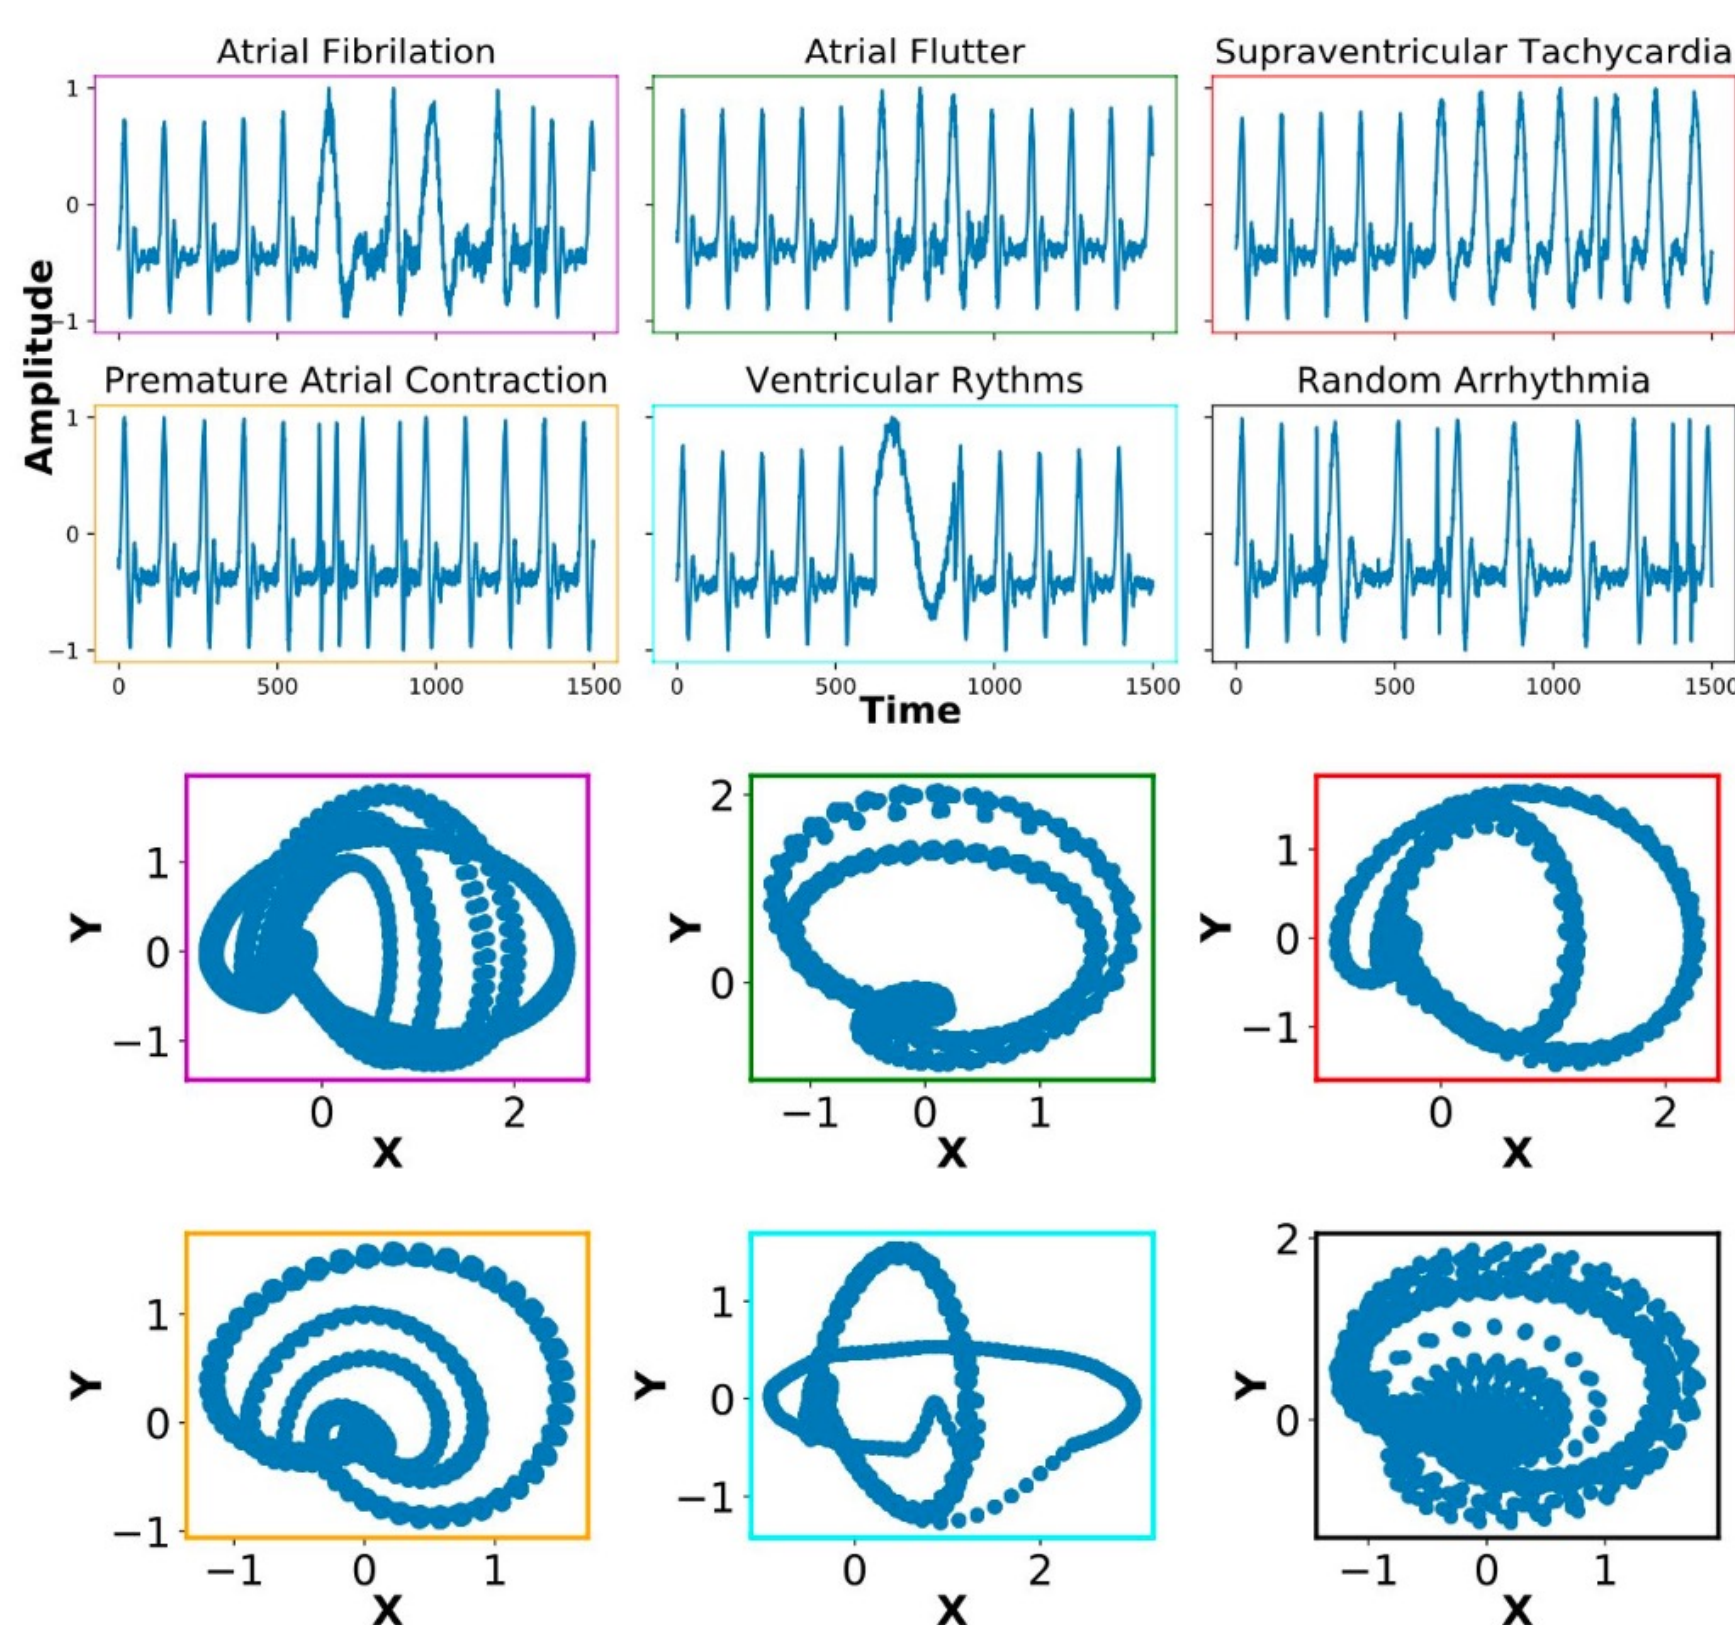 Atrial Fibrilation Atrial Flutter Supraventricular Tachycardia
1
0
−1
Amplitude
Premature Atrial Contraction Ventricular Rythms Random Arrhythmia
1
0
−1
0 500 1000 1500 0 500 1000 1500 0 500 1000 1500
Time
1 2 1
Y 0 Y 0 Y 0
−1 −1
0 2 −1 0 1 0 2
X X X
1 1 2
Y 0 Y 0 Y 0
−1 −1
−1 0 1 0 2 −1 0 1
X X X